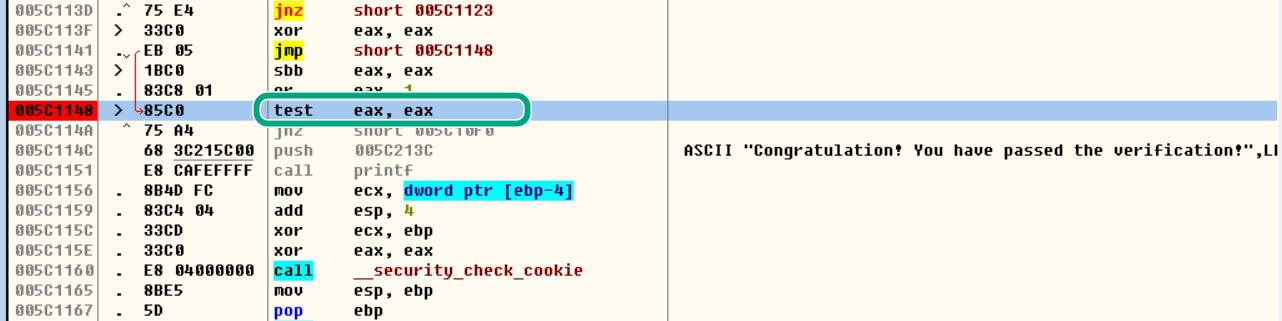 005C113D .^ 75 E4 jnz short 005C1123
005C113F > 33C0 xor eax, eax
005C1141 .⌄ EB 05 jmp short 005C1148
005C1143 > 1BC0 sbb eax, eax
005C1145 . 83C8 01 or eax, 1
005C1148 > 85C0 test eax, eax
005C114A ^ 75 A4 jnz short 005C10F0
005C114C 68 3C215C00 push 005C213C ASCII "Congratulation! You have passed the verification!",LF
005C1151 E8 CAFEFFFF call printf
005C1156 . 8B4D FC mov ecx, dword ptr [ebp-4]
005C1159 . 83C4 04 add esp, 4
005C115C . 33CD xor ecx, ebp
005C115E . 33C0 xor eax, eax
005C1160 . E8 04000000 call __security_check_cookie
005C1165 . 8BE5 mov esp, ebp
005C1167 . 5D pop ebp